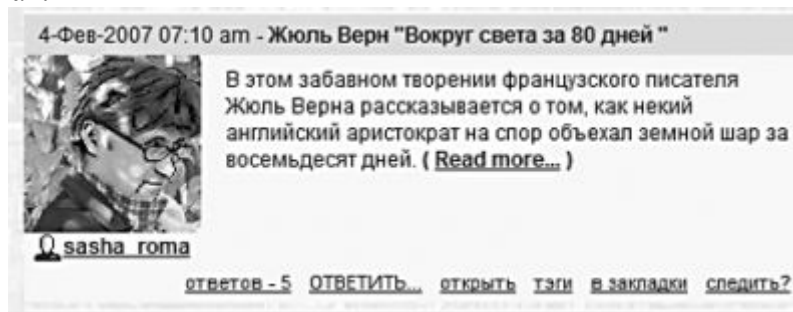 4-Фев-2007 07:10 am - Жюль Верн "Вокруг света за 80 дней "
В этом забавном творении французского писателя
Жюль Верна рассказывается о том, как некий
английский аристократ на спор объехал земной шар за
восемьдесят дней. ( Read more... )
sasha_roma
ответов - 5 ОТВЕТИТЬ... открыть тэги в закладки следить?